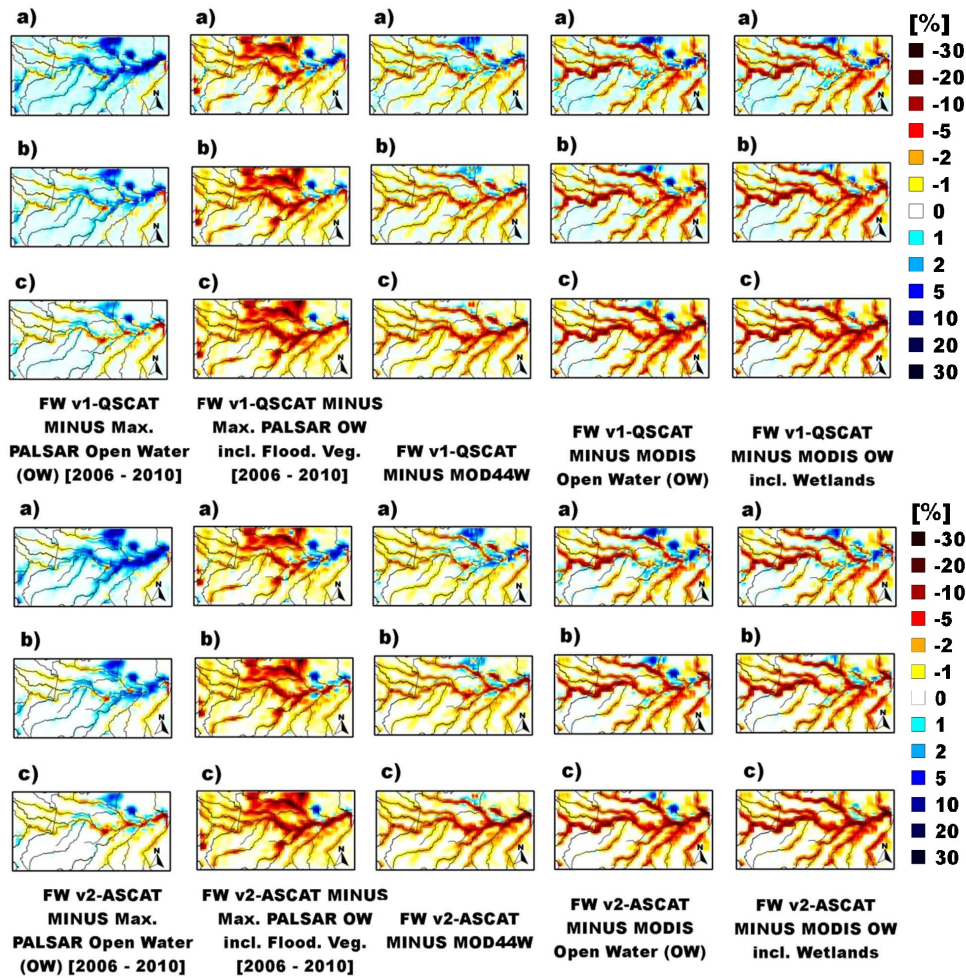 a) a) a) a) a) [%]
N N N N N
-30
-20
-10
b) b) b) b) b)
-5
-2
-1
N N N N N
0
1
c) c) c) c) c)
2
5
10
N N N N N
20
30
FW v1-QSCAT
MINUS Max.
PALSAR Open Water
(OW) [2006 - 2010]
FW v1-QSCAT MINUS
Max. PALSAR OW
incl. Flood. Veg.
[2006 - 2010]
FW v1-QSCAT
MINUS MOD44W
FW v1-QSCAT
MINUS MODIS
Open Water (OW)
FW v1-QSCAT
MINUS MODIS OW
incl. Wetlands
a) a) a) a) a) [%]
-30
-20
N N N N N
-10
-5
b) b) b) b) b)
-2
-1
0
N N N N N
1
2
c) c) c) c) c)
5
10
20
N N N N N
30
FW v2-ASCAT
MINUS Max.
PALSAR Open Water
(OW) [2006 - 2010]
FW v2-ASCAT MINUS
Max. PALSAR OW
incl. Flood. Veg.
[2006 - 2010]
FW v2-ASCAT
MINUS MOD44W
FW v2-ASCAT
MINUS MODIS
Open Water (OW)
FW v2-ASCAT
MINUS MODIS OW
incl. Wetlands